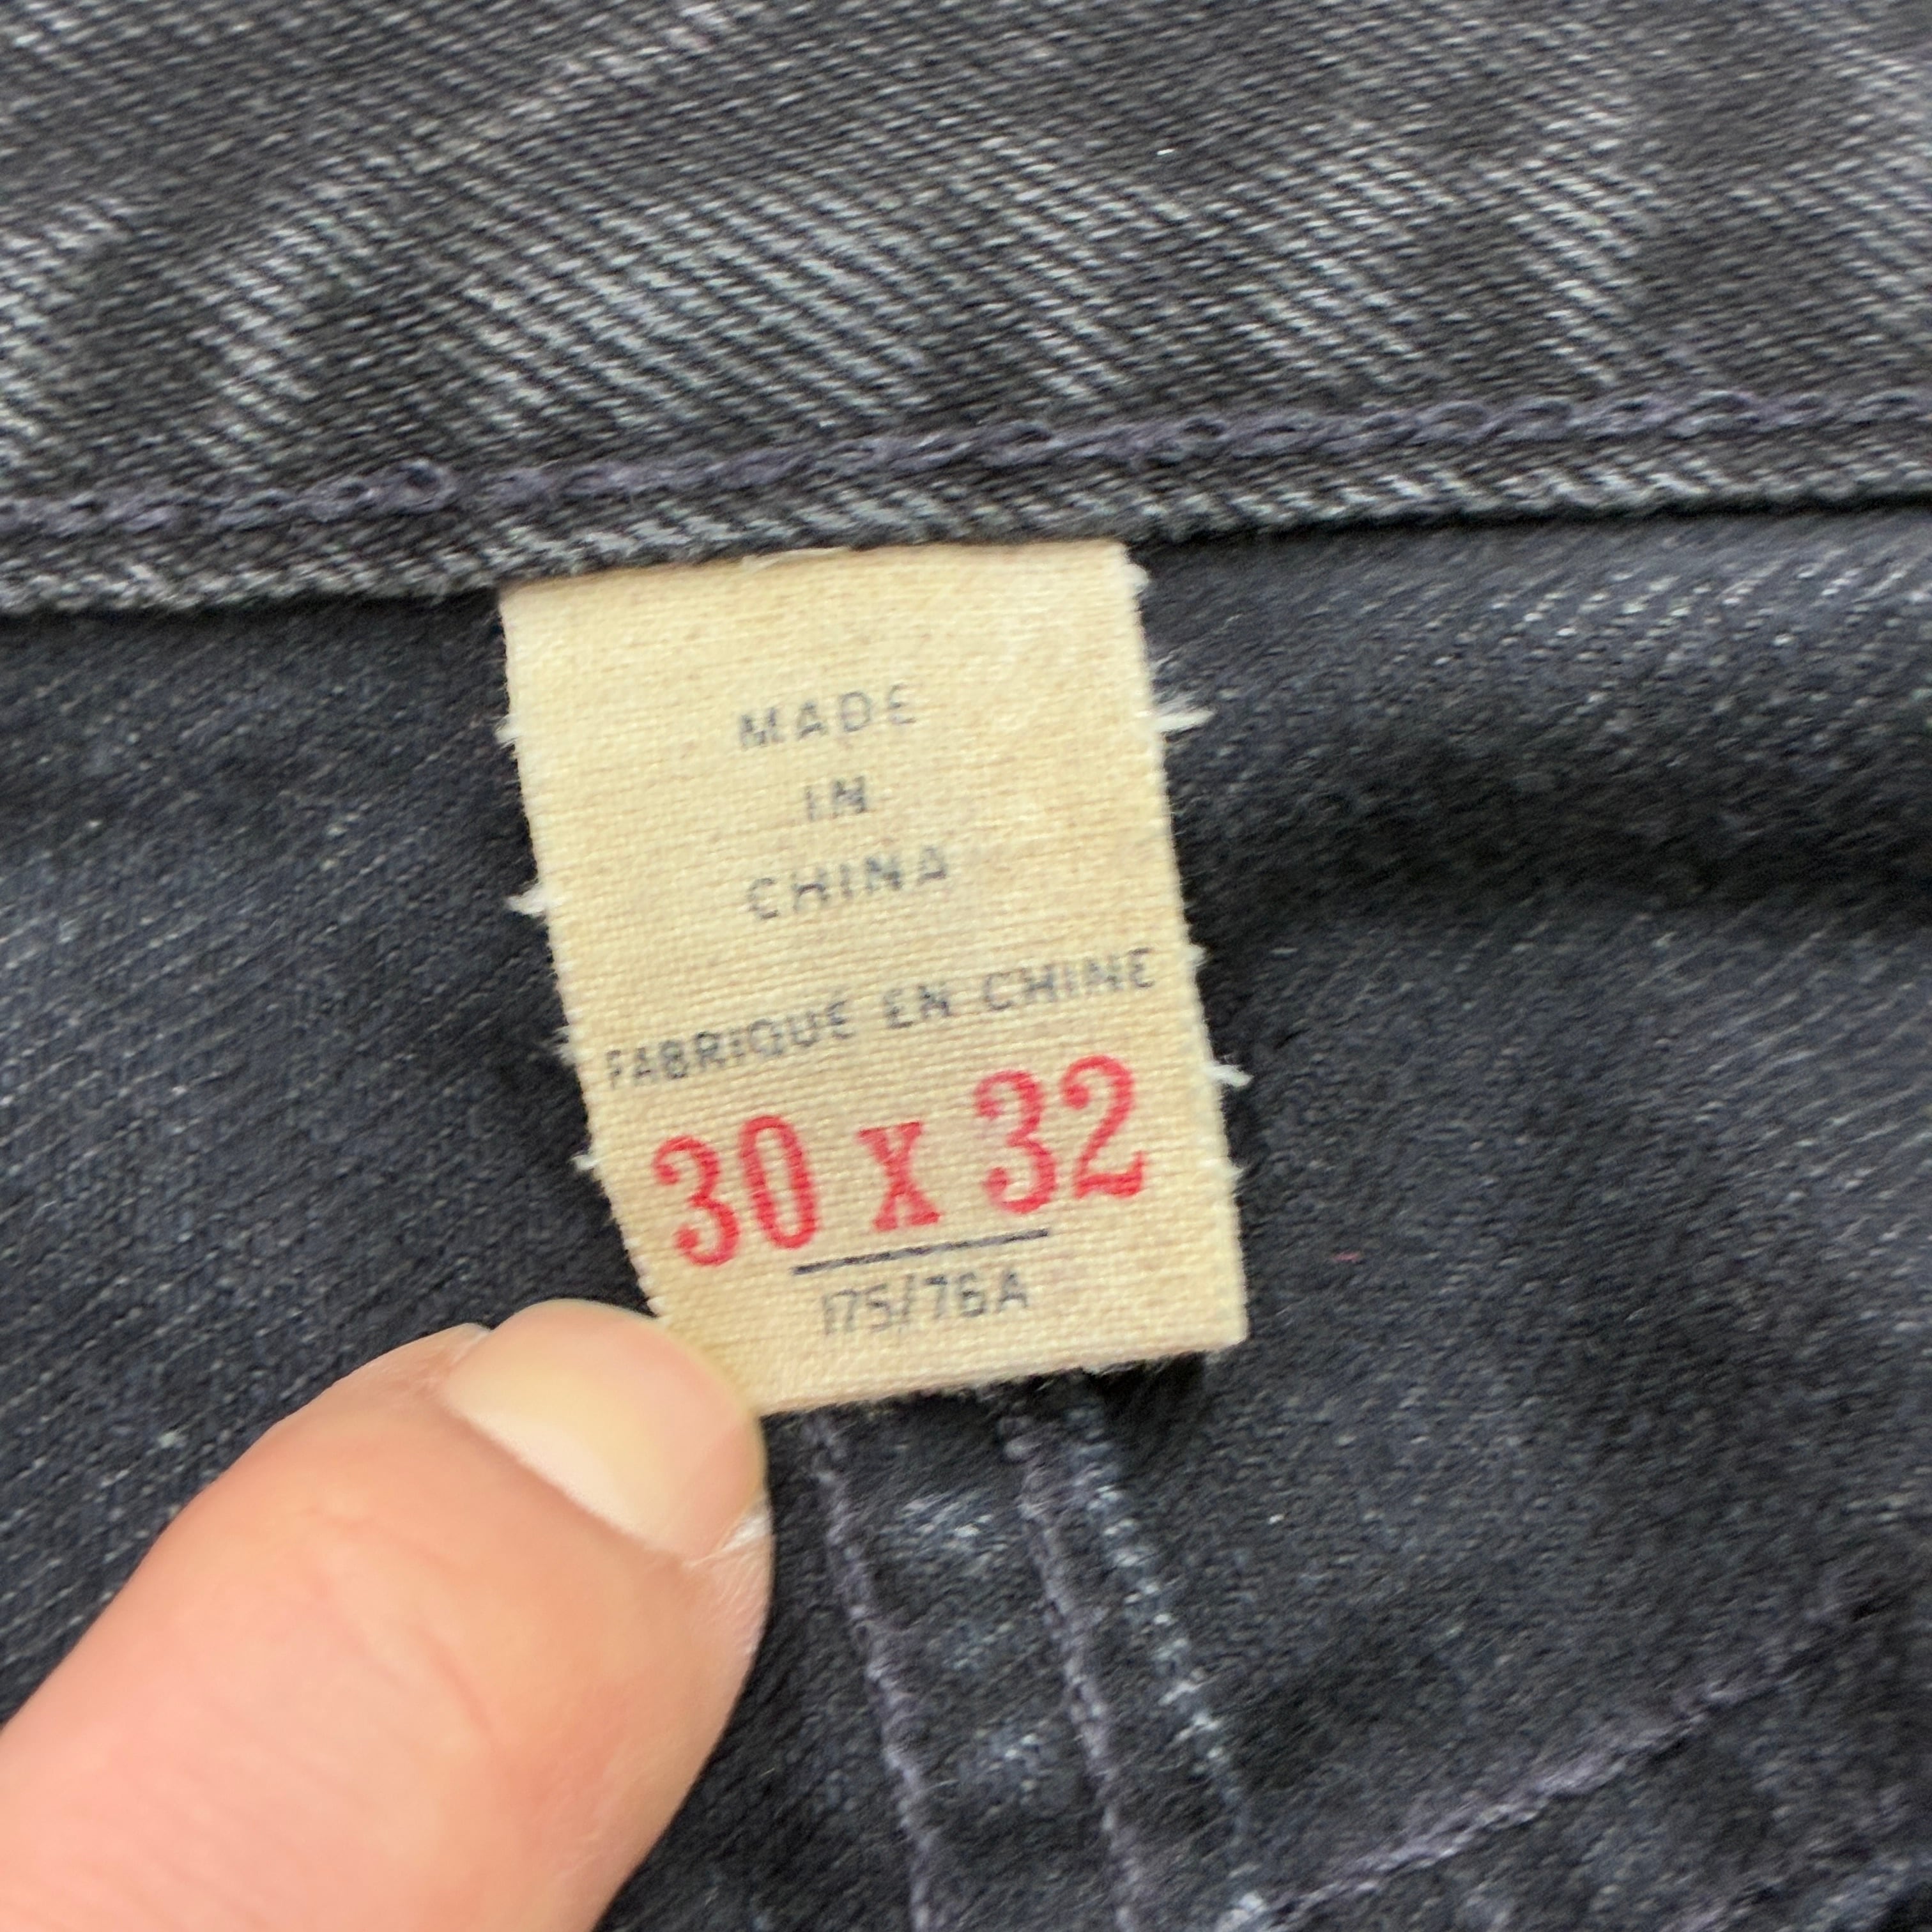 MADE
IN
CHINA
FABRIQUE EN CHINE
30 x 32
175/76A